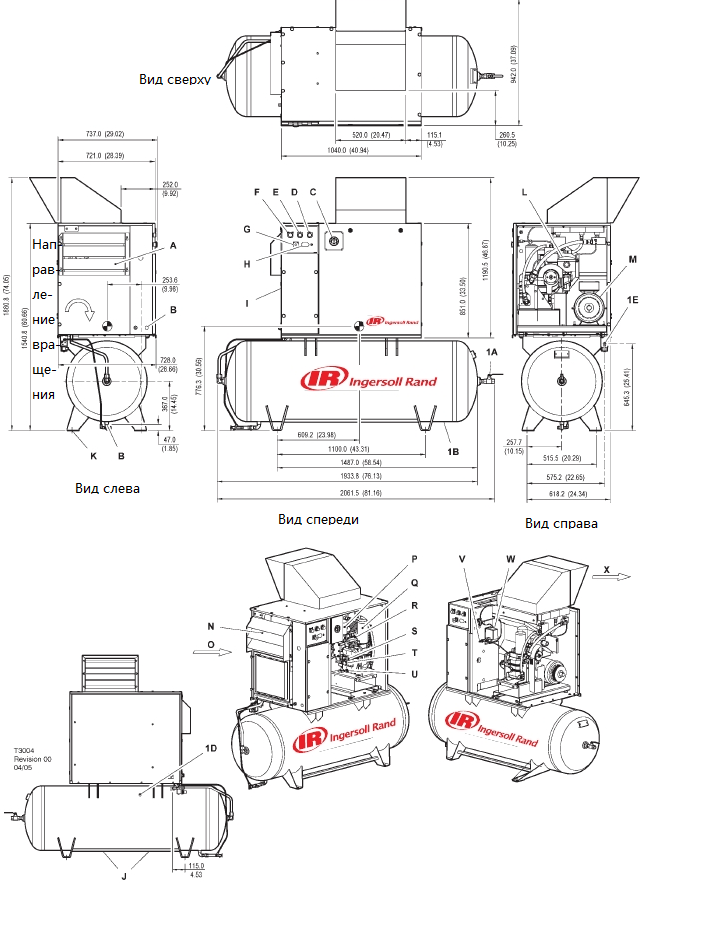 942.0 (37.09)
Вид сверху
520.0 (20.47)
115.1
(4.53)
260.5
(10.25)
1040.0 (40.94)
737.0 (29.02)
721.0 (28.39)
252.0
(9.92)
F E D C
G
H
I
L
M
1E
A
B
Нап
рав
ле-
ние
вра
ще-
ния
253.6
(9.98)
1880.8 (74.05)
1540.8 (60.66)
728.0
(28.66)
367.0
(14.45)
47.0
(1.85)
K B
776.3 (30.56)
851.0 (33.50)
1190.5 (46.87)
IR Ingersoll Rand
IR Ingersoll Rand
1A
1B
609.2 (23.98)
1100.0 (43.31)
1487.0 (58.54)
1933.8 (76.13)
2061.5 (81.16)
645.3 (25.41)
257.7
(10.15)
515.5 (20.29)
575.2 (22.65)
618.2 (24.34)
Вид слева
Вид спереди
Вид справа
P
Q
R
S
T
U
N
O
V
W
X
IR Ingersoll Rand
IR Ingersoll Rand
T3004
Revision 00
04/05
1D
J
115.0
4.53